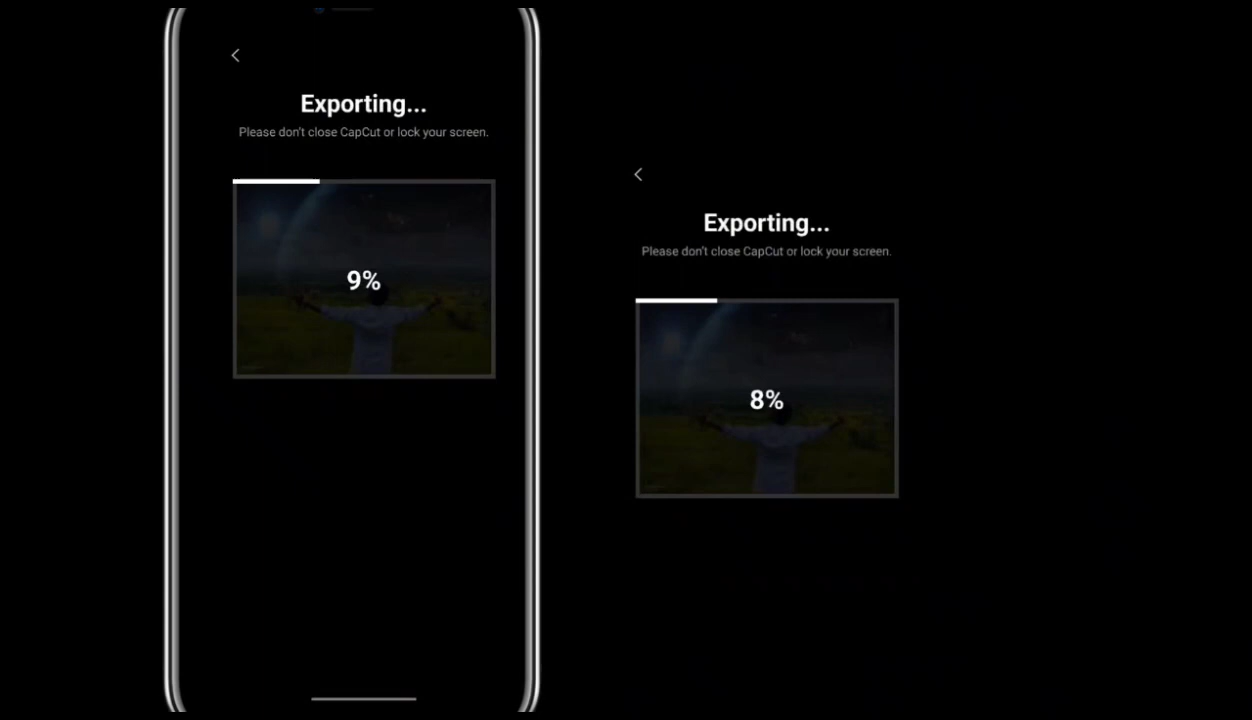 Exporting...
Please don't close CapCut or lock your screen.
9%
Exporting...
Please don't close CapCut or lock your screen.
8%